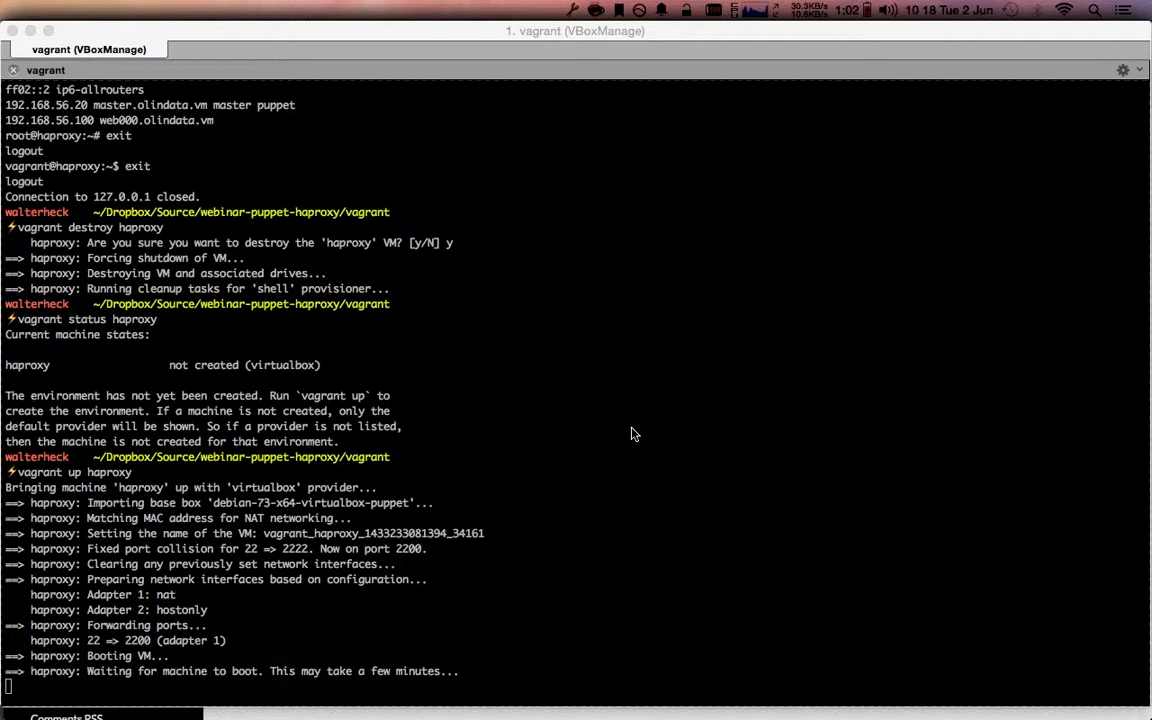 30.3KB/s
10.6KB/s
1:02
10 18 Tue 2 Jun
1. vagrant (VBoxManage)
vagrant (VBoxManage)
vagrant
ff02::2 ip6-allrouters
192.168.56.20 master.olindata.vm master puppet
192.168.56.100 web000.olindata.vm
root@haproxy:~# exit
logout
vagrant@haproxy:~$ exit
logout
Connection to 127.0.0.1 closed.
walterheck ~/Dropbox/Source/webinar-puppet-haproxy/vagrant
⚡vagrant destroy haproxy
haproxy: Are you sure you want to destroy the 'haproxy' VM? [y/N] y
==> haproxy: Forcing shutdown of VM...
==> haproxy: Destroying VM and associated drives...
==> haproxy: Running cleanup tasks for 'shell' provisioner...
walterheck ~/Dropbox/Source/webinar-puppet-haproxy/vagrant
⚡vagrant status haproxy
Current machine states:
haproxy not created (virtualbox)
The environment has not yet been created. Run `vagrant up` to
create the environment. If a machine is not created, only the
default provider will be shown. So if a provider is not listed,
then the machine is not created for that environment.
walterheck ~/Dropbox/Source/webinar-puppet-haproxy/vagrant
⚡vagrant up haproxy
Bringing machine 'haproxy' up with 'virtualbox' provider...
==> haproxy: Importing base box 'debian-73-x64-virtualbox-puppet'...
==> haproxy: Matching MAC address for NAT networking...
==> haproxy: Setting the name of the VM: vagrant_haproxy_1433233081394_34161
==> haproxy: Fixed port collision for 22 => 2222. Now on port 2200.
==> haproxy: Clearing any previously set network interfaces...
==> haproxy: Preparing network interfaces based on configuration...
haproxy: Adapter 1: nat
haproxy: Adapter 2: hostonly
==> haproxy: Forwarding ports...
haproxy: 22 => 2200 (adapter 1)
==> haproxy: Booting VM...
==> haproxy: Waiting for machine to boot. This may take a few minutes...
Comments RSS